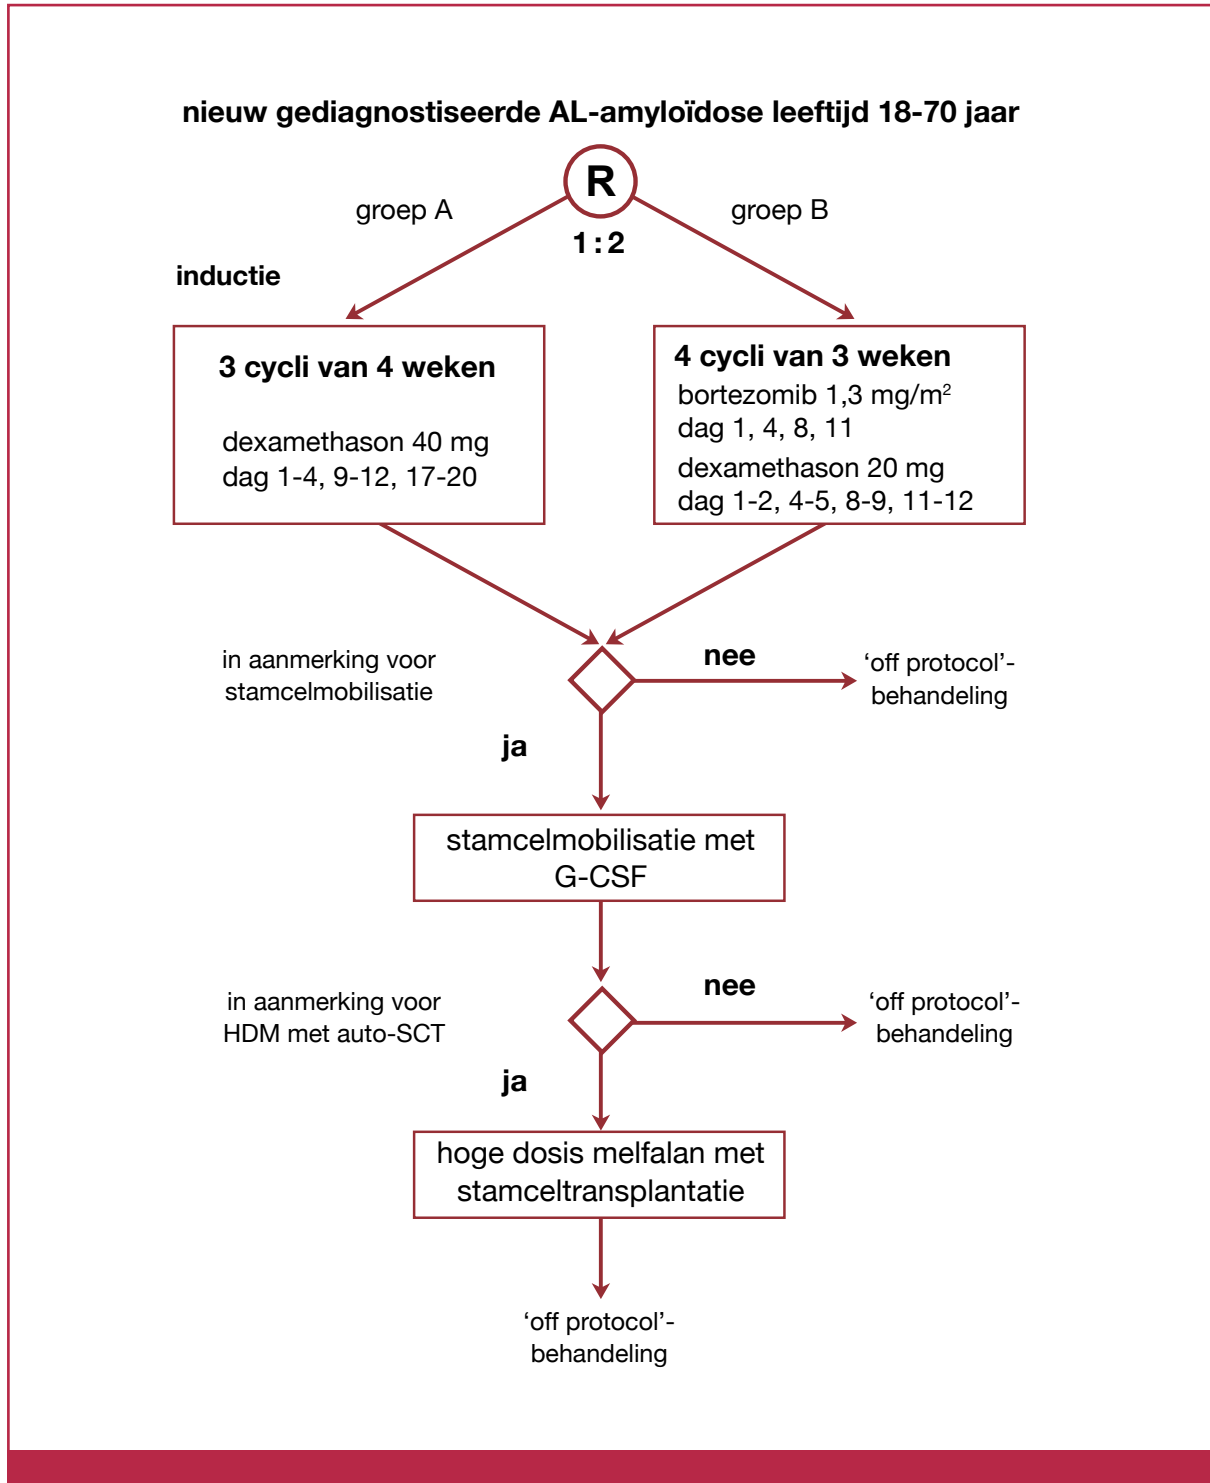 nieuw gediagnostiseerde AL-amyloïdose leeftijd 18-70 jaar
R
groep A
groep B
1 : 2
inductie
3 cycli van 4 weken
dexamethason 40 mg
dag 1-4, 9-12, 17-20
4 cycli van 3 weken
bortezomib 1,3 mg/m²
dag 1, 4, 8, 11
dexamethason 20 mg
dag 1-2, 4-5, 8-9, 11-12
in aanmerking voor
stamcelmobilisatie
nee
‘off protocol’-
behandeling
ja
stamcelmobilisatie met
G-CSF
in aanmerking voor
HDM met auto-SCT
nee
‘off protocol’-
behandeling
ja
hoge dosis melfalan met
stamceltransplantatie
‘off protocol’-
behandeling